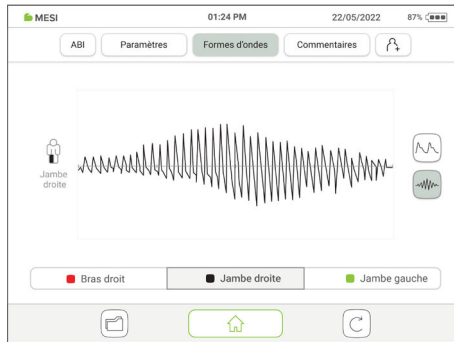 MESI 01:24 PM 22/05/2022 87%
ABI Paramètres Formes d'ondes Commentaires
Jambe
droite
Bras droit Jambe droite Jambe gauche